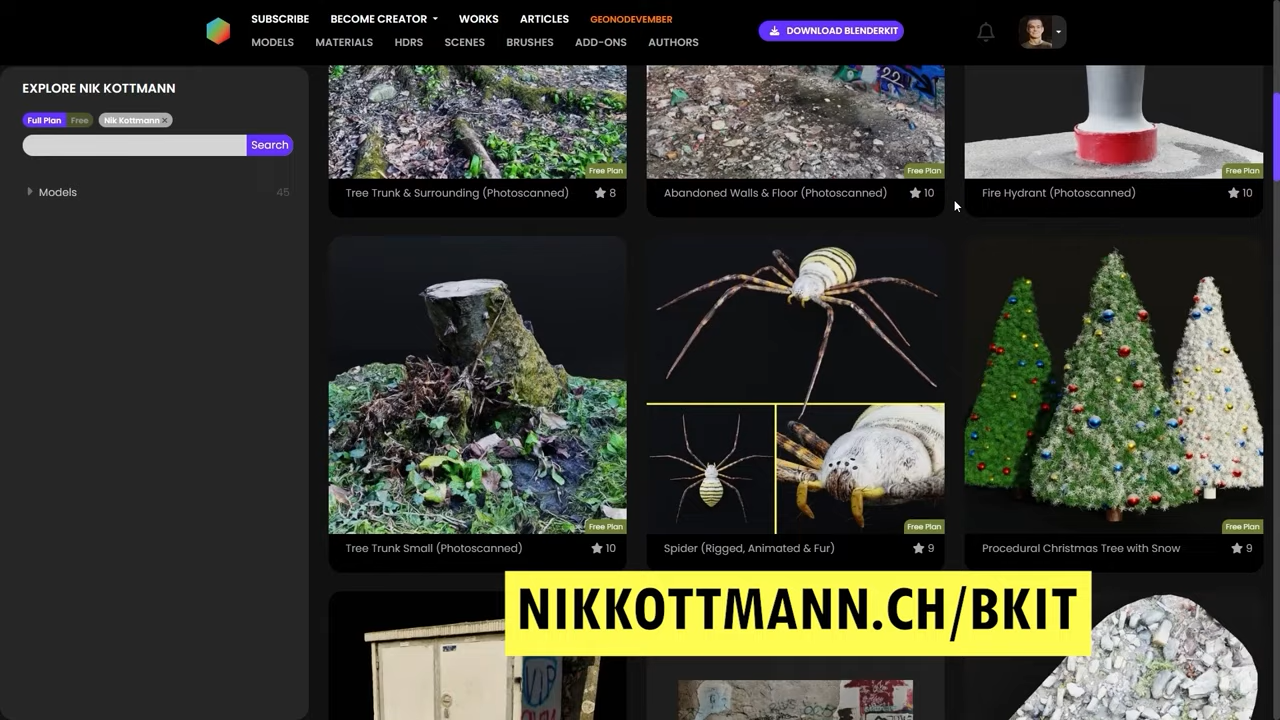 SUBSCRIBE BECOME CREATOR WORKS ARTICLES GEONODEVEMBER
MODELS MATERIALS HDRS SCENES BRUSHES ADD-ONS AUTHORS
DOWNLOAD BLENDERKIT
EXPLORE NIK KOTTMANN
Full Plan Free Nik Kottmann ×
Search
Models 45
22
Free Plan
Free Plan
Free Plan
Tree Trunk & Surrounding (Photoscanned) 8
Abandoned Walls & Floor (Photoscanned) 10
Fire Hydrant (Photoscanned) 10
Free Plan
Free Plan
Free Plan
Tree Trunk Small (Photoscanned) 10
Spider (Rigged, Animated & Fur) 9
Procedural Christmas Tree with Snow 9
NIKKOTTMANN.CH/BKIT
VIP